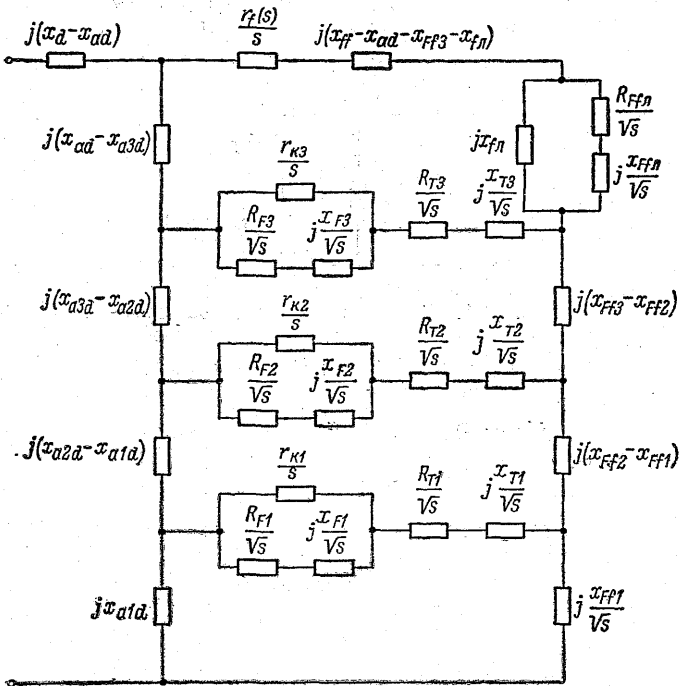 j(x_d-x_ad)
r_f(s)/s
j(x_ff-x_ad-x_Ff3-x_fл)
j(x_ad-x_a3d)
jx_fл
R_Ffл/√s
j x_Ffл/√s
r_к3/s
R_F3/√s
j x_F3/√s
R_T3/√s
j x_T3/√s
j(x_a3d-x_a2d)
j(x_Ff3-x_Ff2)
r_к2/s
R_F2/√s
j x_F2/√s
R_T2/√s
j x_T2/√s
j(x_a2d-x_a1d)
j(x_Ff2-x_Ff1)
r_к1/s
R_F1/√s
j x_F1/√s
R_T1/√s
j x_T1/√s
jx_a1d
j x_Ff1/√s